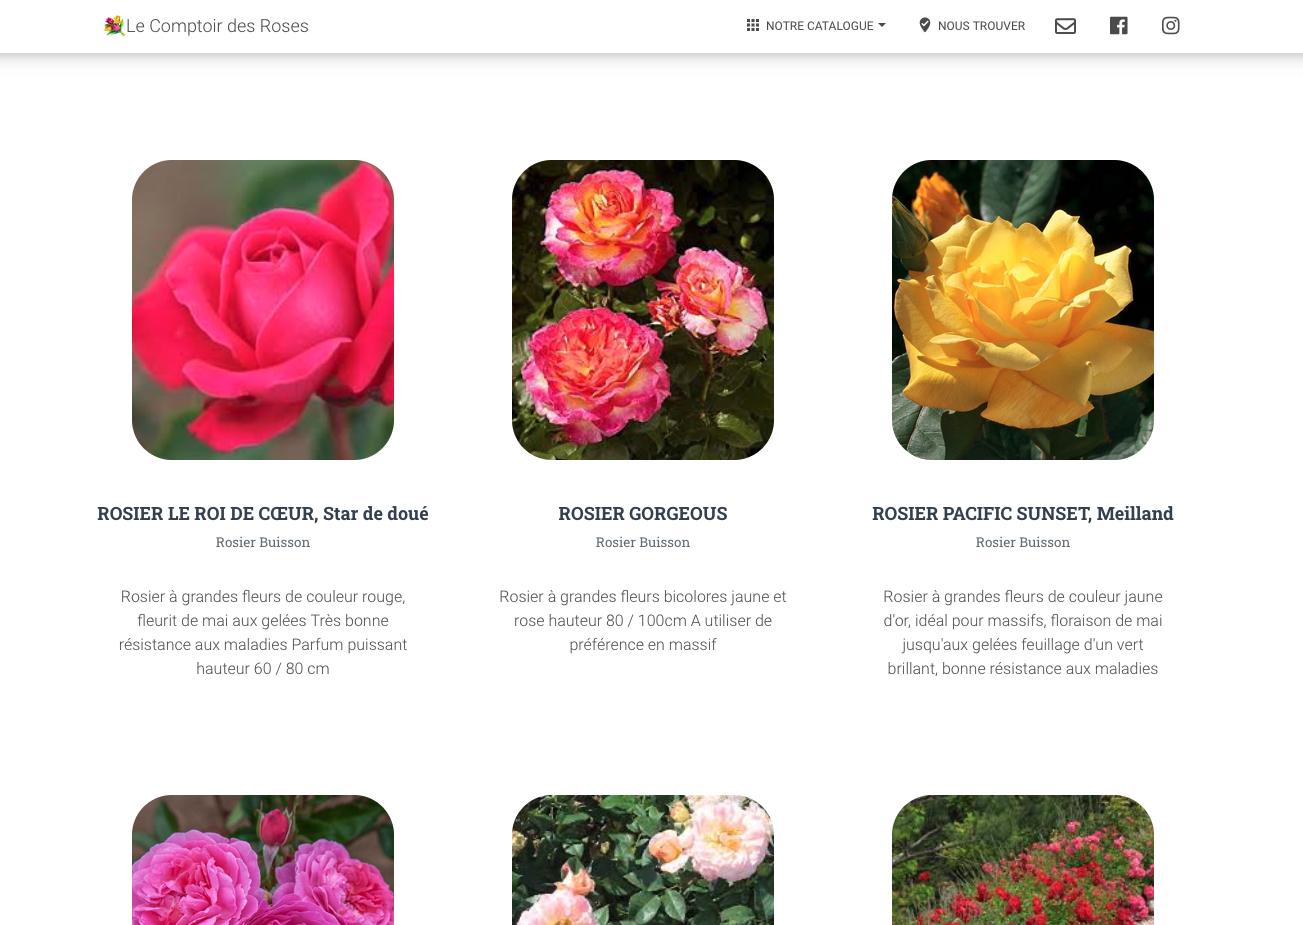 Le Comptoir des Roses
NOTRE CATALOGUE
NOUS TROUVER
ROSIER LE ROI DE CŒUR, Star de doué
Rosier Buisson
Rosier à grandes fleurs de couleur rouge,
fleurit de mai aux gelées Très bonne
résistance aux maladies Parfum puissant
hauteur 60 / 80 cm
ROSIER GORGEOUS
Rosier Buisson
Rosier à grandes fleurs bicolores jaune et
rose hauteur 80 / 100cm A utiliser de
préférence en massif
ROSIER PACIFIC SUNSET, Meilland
Rosier Buisson
Rosier à grandes fleurs de couleur jaune
d'or, idéal pour massifs, floraison de mai
jusqu'aux gelées feuillage d'un vert
brillant, bonne résistance aux maladies